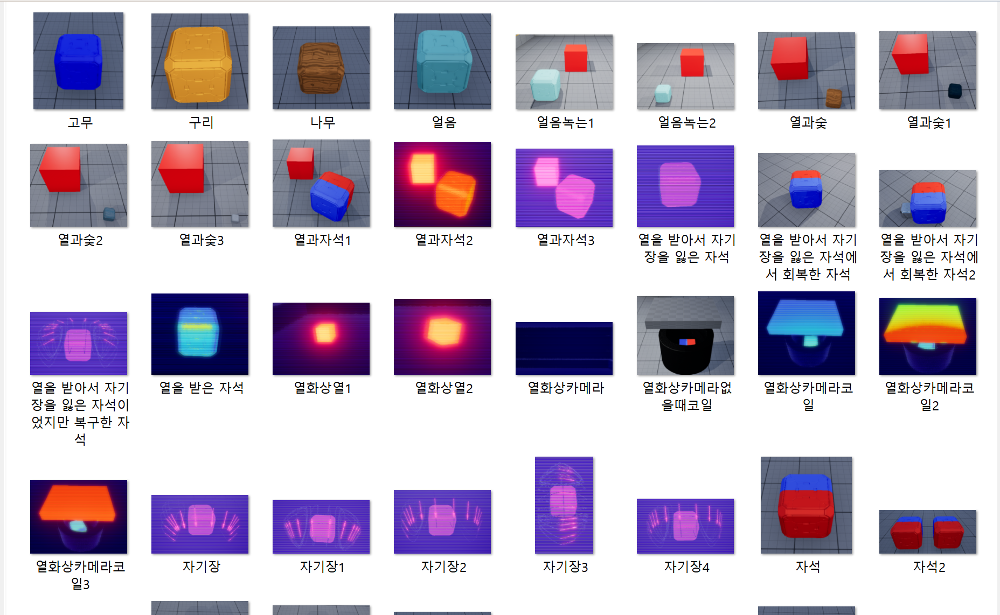 고무
구리
나무
얼음
얼음녹는1
얼음녹는2
열과숯
열과숯1
열과숯2
열과숯3
열과자석1
열과자석2
열과자석3
열을 받아서 자기
장을 잃은 자석
열을 받아서 자기
장을 잃은 자석에
서 회복한 자석
열을 받아서 자기
장을 잃은 자석에
서 회복한 자석2
열을 받아서 자기
장을 잃은 자석이
었지만 복구한 자
석
열을 받은 자석
열화상열1
열화상열2
열화상카메라
열화상카메라없
을때코일
열화상카메라코
일
열화상카메라코
일2
열화상카메라코
일3
자기장
자기장1
자기장2
자기장3
자기장4
자석
자석2